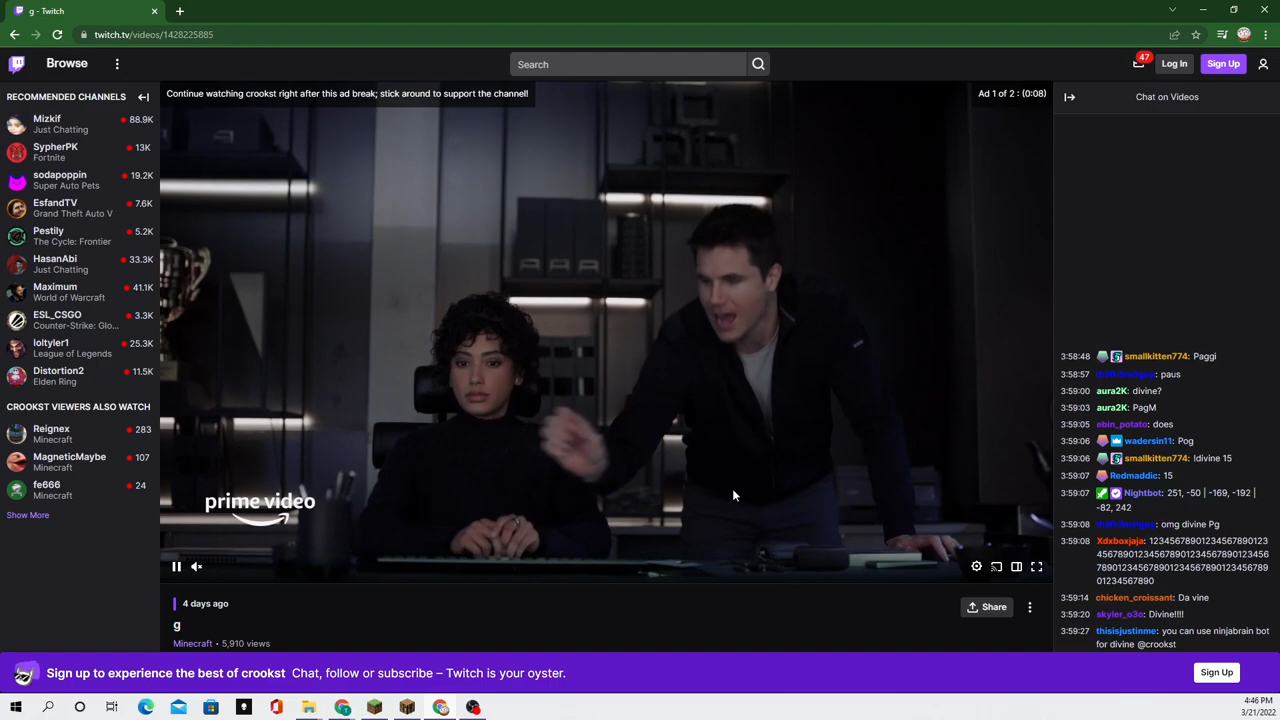 g - Twitch
twitch.tv/videos/1428225885
Browse
Search
47
Log In
Sign Up
RECOMMENDED CHANNELS
Mizkif
88.9K
Just Chatting
SypherPK
13K
Fortnite
sodapoppin
19.2K
Super Auto Pets
EsfandTV
7.6K
Grand Theft Auto V
Pestily
5.2K
The Cycle: Frontier
HasanAbi
33.3K
Just Chatting
Maximum
41.1K
World of Warcraft
ESL_CSGO
3.3K
Counter-Strike: Glo...
loltyler1
25.3K
League of Legends
Distortion2
11.5K
Elden Ring
CROOKST VIEWERS ALSO WATCH
Reignex
283
Minecraft
MagneticMaybe
107
Minecraft
fe666
24
Minecraft
Show More
Continue watching crookst right after this ad break; stick around to support the channel!
Ad 1 of 2 : (0:08)
prime video
4 days ago
Share
g
Minecraft • 5,910 views
Chat on Videos
3:58:48 smallkitten774: Paggi
3:58:57 : paus
3:59:00 aura2K: divine?
3:59:03 aura2K: PagM
3:59:05 ebin_potato: does
3:59:06 wadersin11: Pog
3:59:06 smallkitten774: !divine 15
3:59:07 Redmaddic: 15
3:59:07 Nightbot: 251, -50 | -169, -192 |
-82, 242
3:59:08 : omg divine Pg
3:59:08 Xdxboxjaja: 1234567890123
4567890123456789012345678901234 56
7890123456789012345678901234567 89
01234567890
3:59:14 chicken_croissant: Da vine
3:59:20 skyler_o3o: Divine!!!!
3:59:27 thisisjustinme: you can use ninjabrain bot
for divine @crookst
Sign up to experience the best of crookst Chat, follow or subscribe – Twitch is your oyster.
Sign Up
4:46 PM
3/21/2022